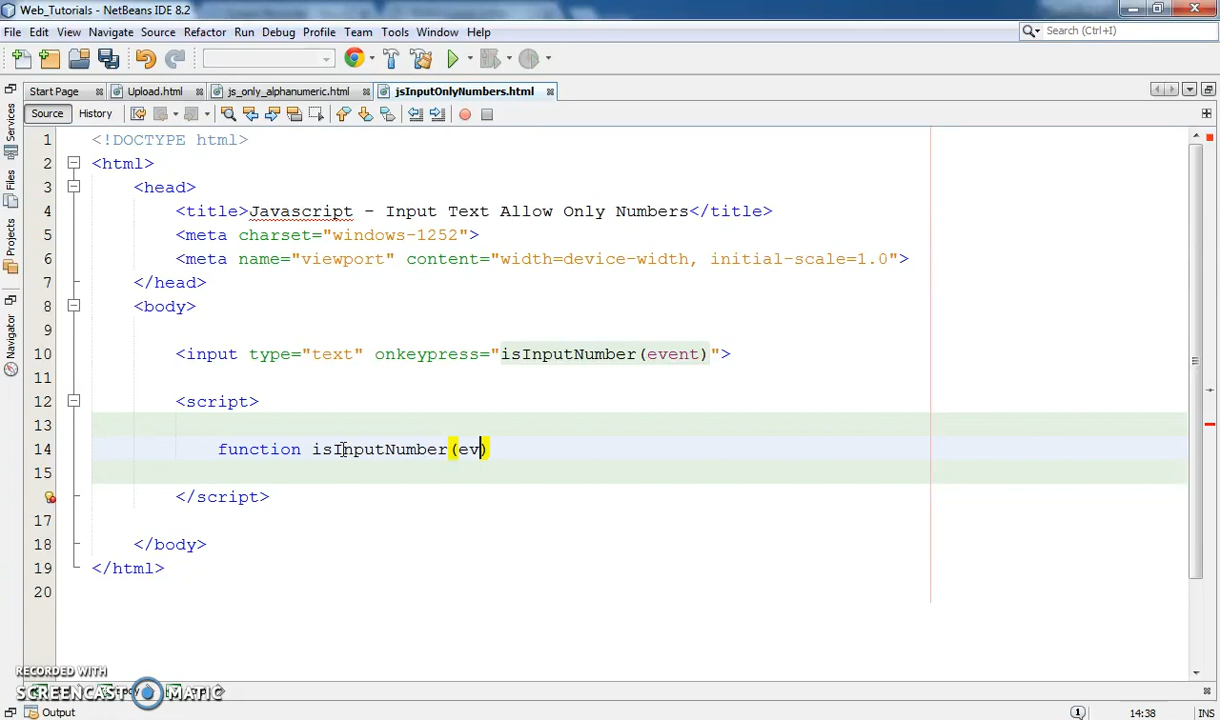 Web_Tutorials - NetBeans IDE 8.2
File Edit View Navigate Source Refactor Run Debug Profile Team Tools Window Help
Search (Ctrl+I)
Start Page Upload.html js_only_alphanumeric.html jsInputOnlyNumbers.html
Source History
Services
Files
Projects
Navigator
1 <!DOCTYPE html>
2 <html>
3 <head>
4 <title>Javascript - Input Text Allow Only Numbers</title>
5 <meta charset="windows-1252">
6 <meta name="viewport" content="width=device-width, initial-scale=1.0">
7 </head>
8 <body>
9
10 <input type="text" onkeypress="isInputNumber(event)">
11
12 <script>
13
14 function isInputNumber(ev)
15
</script>
17
18 </body>
19 </html>
20
RECORDED WITH
SCREENCAST MATIC
Output
1 14:38 INS